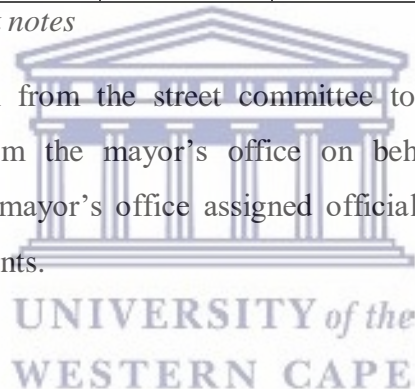 notes
from the street committee to
the mayor's office on beh
mayor's office assigned official
nts.
UNIVERSITY of the
WESTERN CAPE